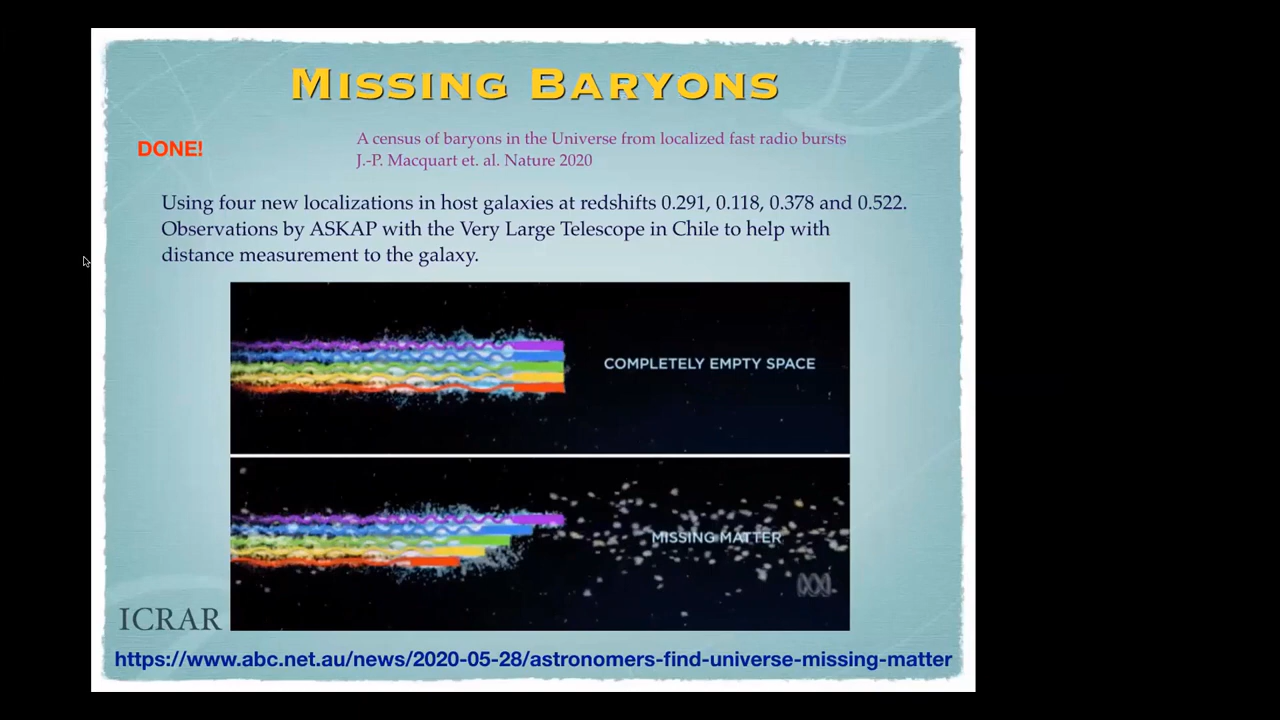 MISSING BARYONS
DONE!
A census of baryons in the Universe from localized fast radio bursts
J.-P. Macquart et. al. Nature 2020
Using four new localizations in host galaxies at redshifts 0.291, 0.118, 0.378 and 0.522.
Observations by ASKAP with the Very Large Telescope in Chile to help with
distance measurement to the galaxy.
COMPLETELY EMPTY SPACE
MISSING MATTER
ICRAR
https://www.abc.net.au/news/2020-05-28/astronomers-find-universe-missing-matter